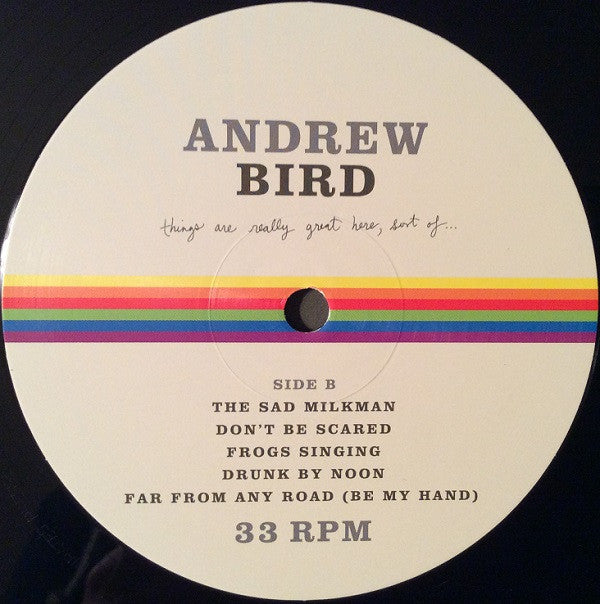 ANDREW
BIRD
things are really great here, sort of...
SIDE B
THE SAD MILKMAN
DON'T BE SCARED
FROGS SINGING
DRUNK BY NOON
FAR FROM ANY ROAD (BE MY HAND)
33 RPM